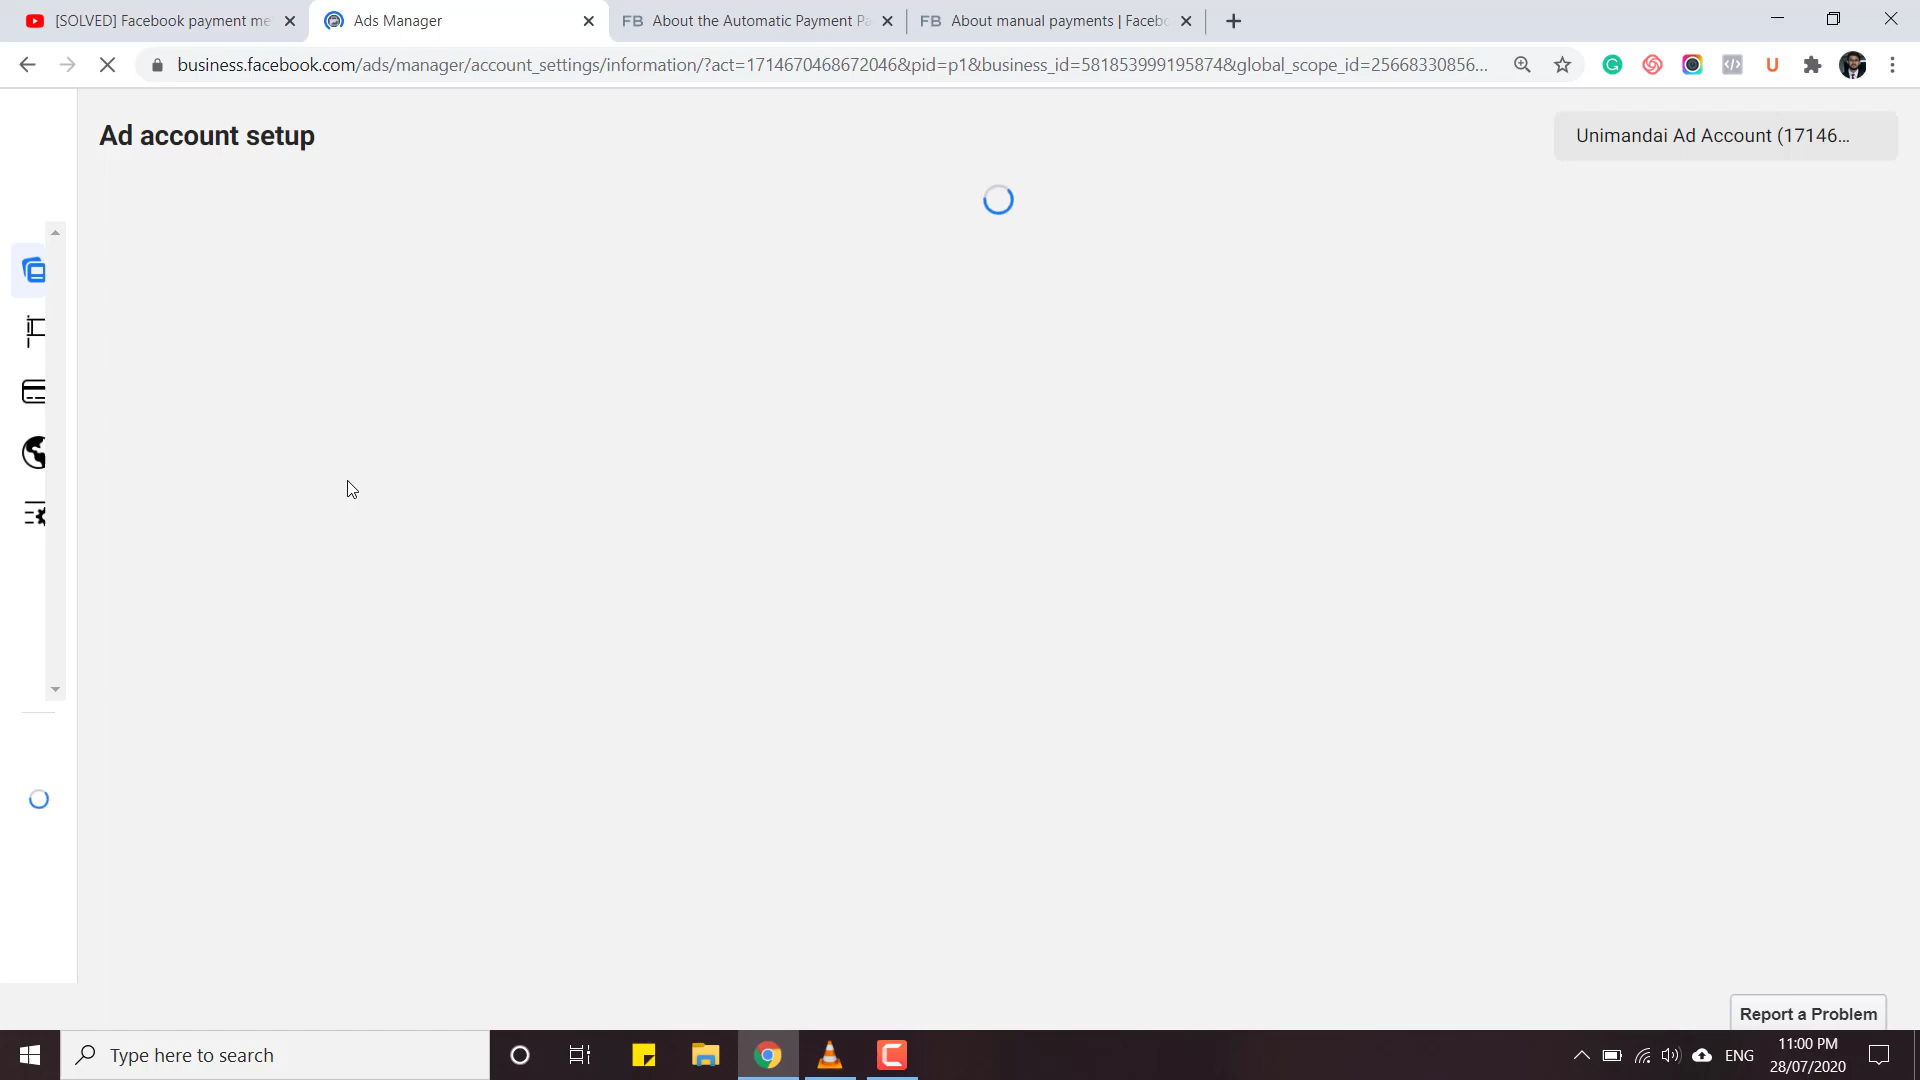 [SOLVED] Facebook payment me
Ads Manager
FB About the Automatic Payment Pa
FB About manual payments | Facebo
business.facebook.com/ads/manager/account_settings/information/?act=1714670468672046&pid=p1&business_id=581853999195874&global_scope_id=25668330856...
Ad account setup
Unimandai Ad Account (17146...
Report a Problem
Type here to search
ENG
11:00 PM
28/07/2020